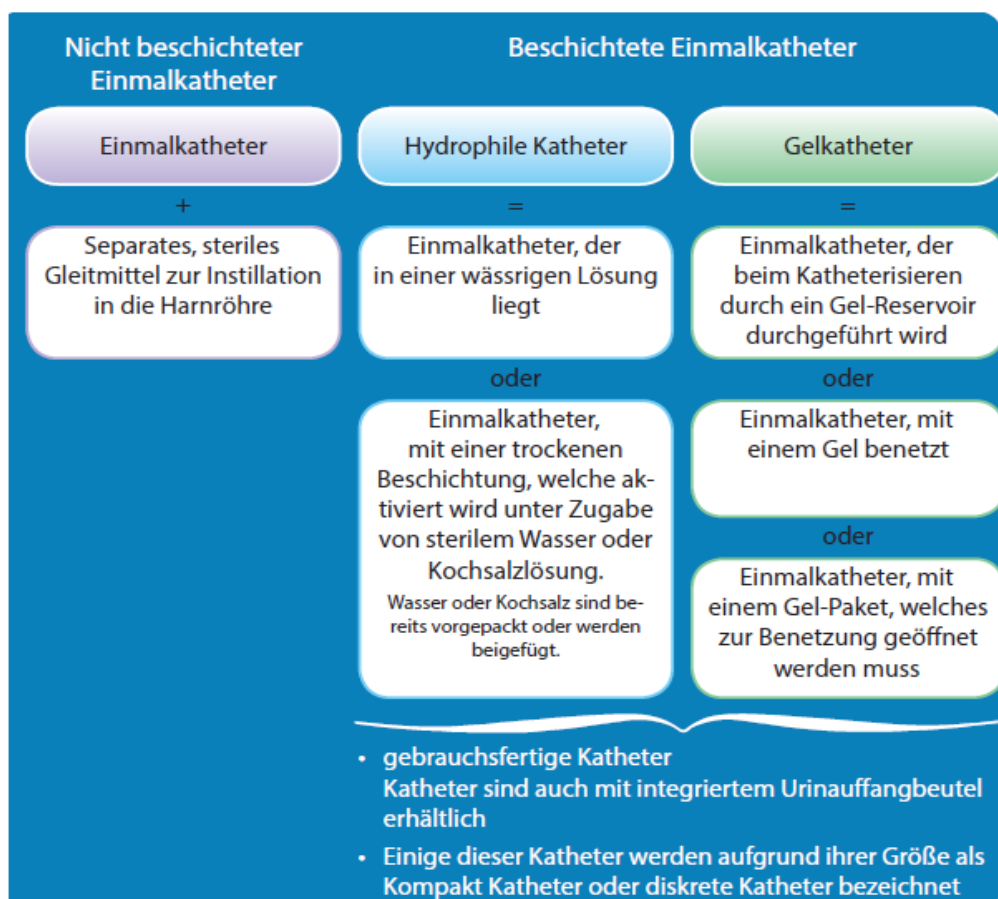 Nicht beschichteter
Einmalkatheter
Einmalkatheter
+
Separates, steriles
Gleitmittel zur Instillation
in die Harnröhre
Beschichtete Einmalkatheter
Hydrophile Katheter
=
Einmalkatheter, der
in einer wässrigen Lösung
liegt
oder
Einmalkatheter,
mit einer trockenen
Beschichtung, welche ak-
tiviert wird unter Zugabe
von sterilem Wasser oder
Kochsalzlösung.
Wasser oder Kochsalz sind be-
reits vorgepackt oder werden
beigefügt.
Gelkatheter
=
Einmalkatheter, der
beim Katheterisieren
durch ein Gel-Reservoir
durchgeführt wird
oder
Einmalkatheter, mit
einem Gel benetzt
oder
Einmalkatheter, mit
einem Gel-Paket, welches
zur Benetzung geöffnet
werden muss
• gebrauchsfertige Katheter
Katheter sind auch mit integriertem Urinauffangbeutel
erhältlich
• Einige dieser Katheter werden aufgrund ihrer Größe als
Kompakt Katheter oder diskrete Katheter bezeichnet